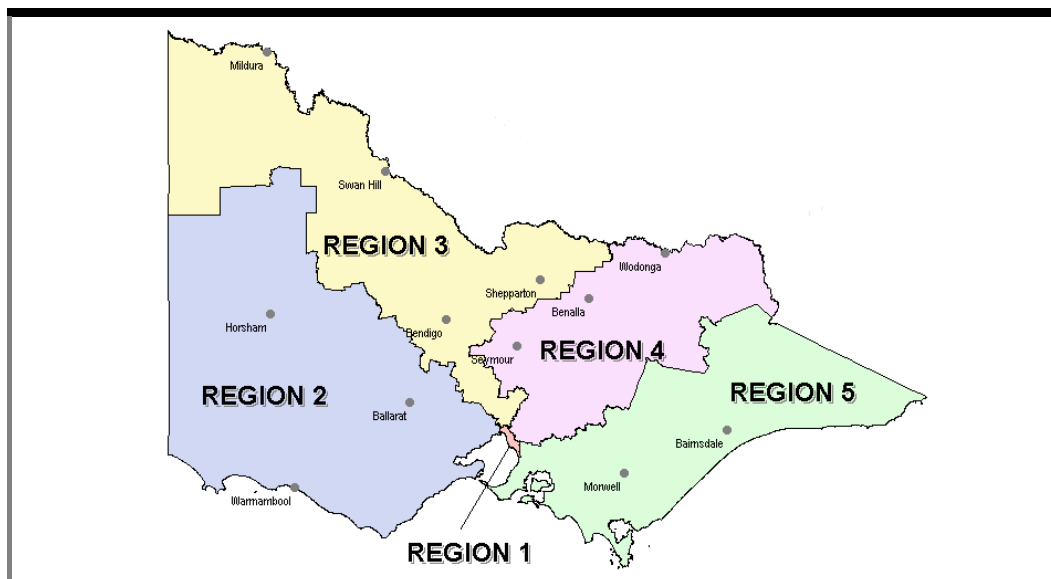 Mildura
Swan Hill
REGION 3
Wodonga
Shepparton
Benalla
Horsham
Bendigo
Seymour
REGION 4
REGION 2
REGION 5
Ballarat
Bairnsdale
Morwell
Warrnambool
REGION 1